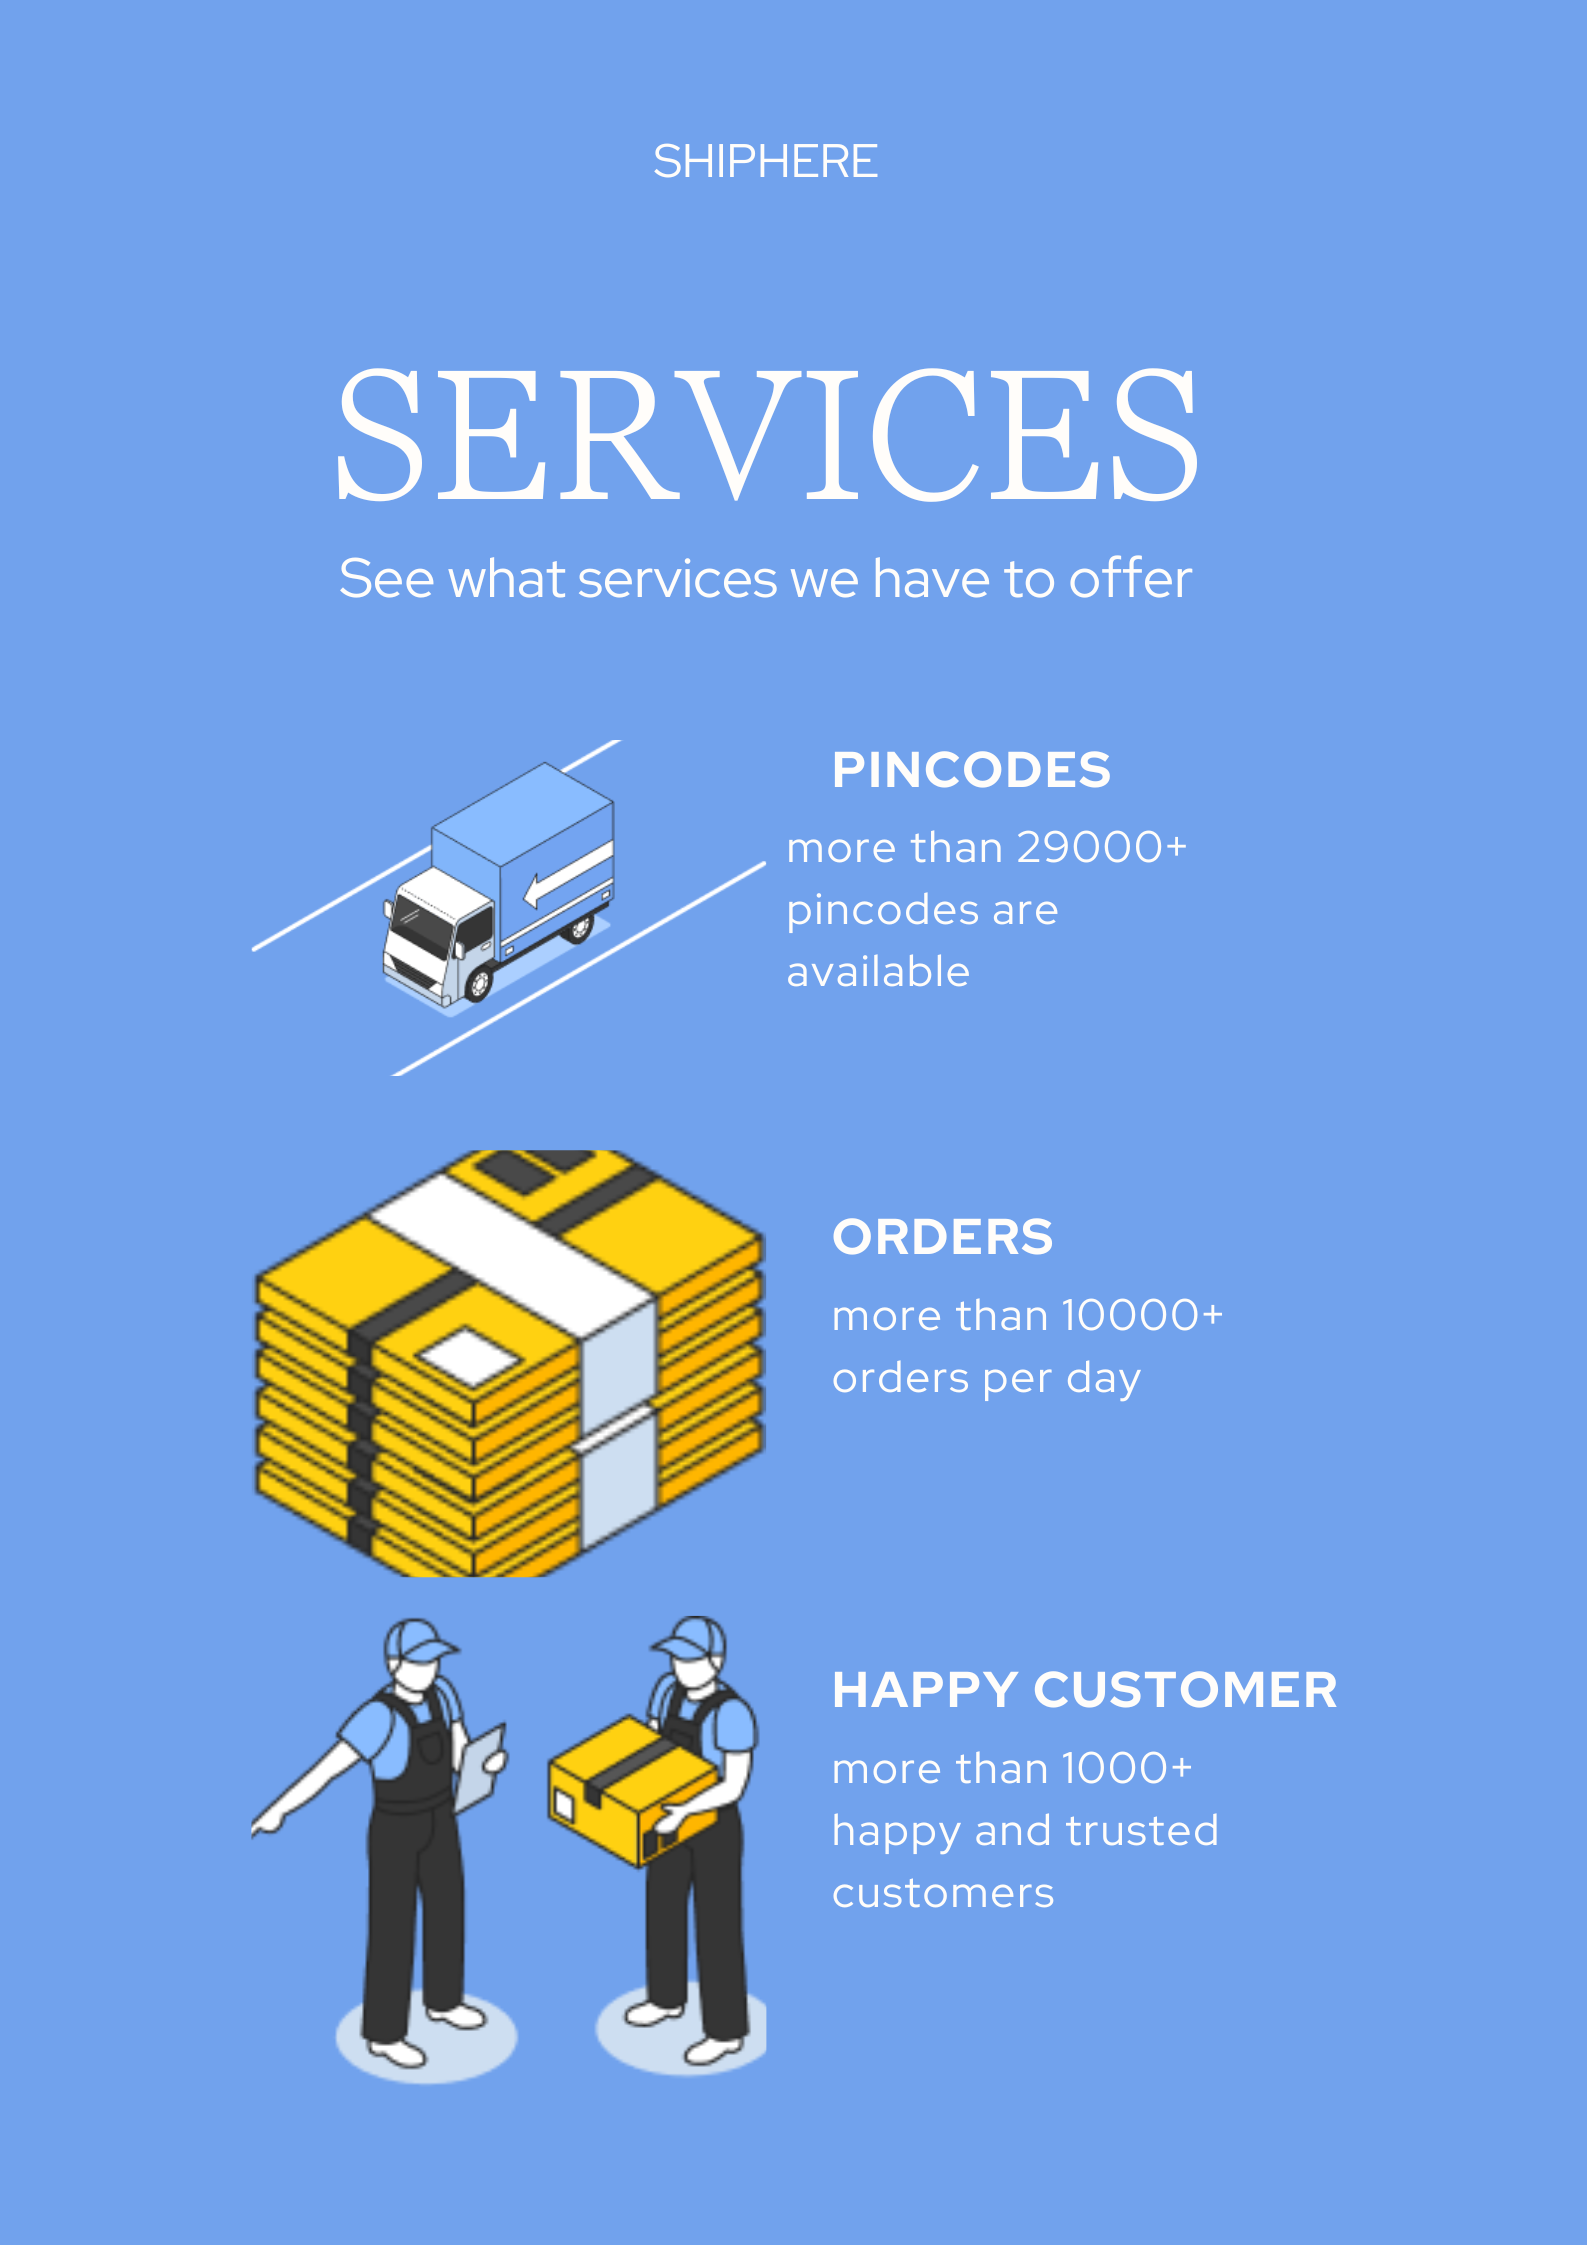 SHIPHERE
SERVICES
See what services we have to offer
PINCODES
more than 29000+
pincodes are
available
ORDERS
more than 10000+
orders per day
HAPPY CUSTOMER
more than 1000+
happy and trusted
customers